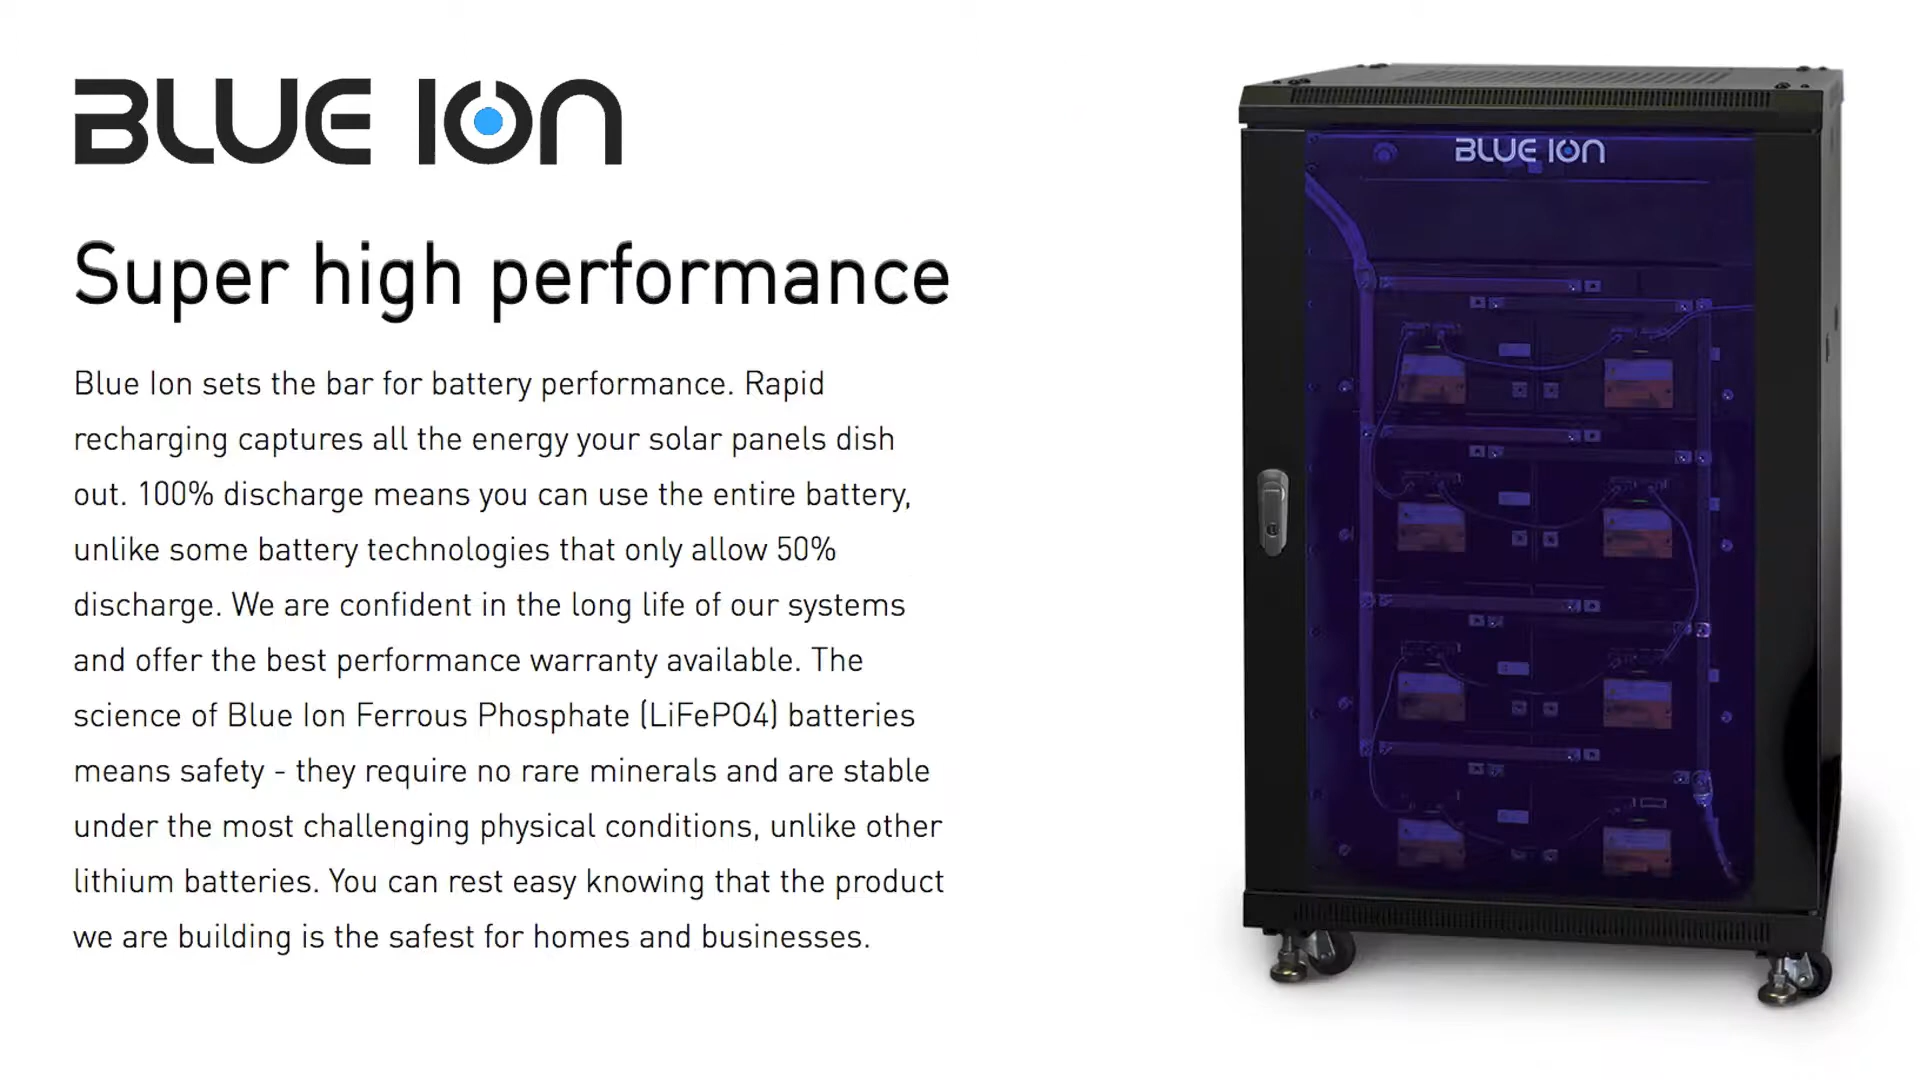 BLUE ION
Super high performance
Blue Ion sets the bar for battery performance. Rapid
recharging captures all the energy your solar panels dish
out. 100% discharge means you can use the entire battery,
unlike some battery technologies that only allow 50%
discharge. We are confident in the long life of our systems
and offer the best performance warranty available. The
science of Blue Ion Ferrous Phosphate (LiFePO4) batteries
means safety - they require no rare minerals and are stable
under the most challenging physical conditions, unlike other
lithium batteries. You can rest easy knowing that the product
we are building is the safest for homes and businesses.
BLUE ION